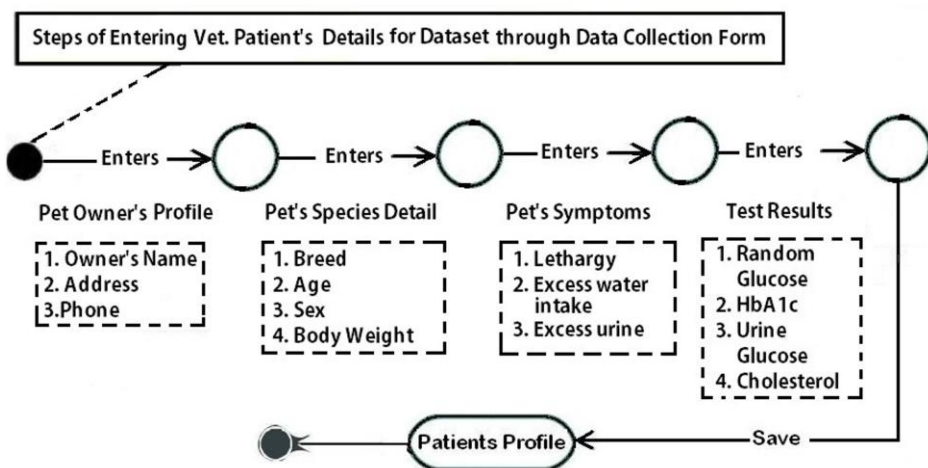 Steps of Entering Vet. Patient's Details for Dataset through Data Collection Form
Enters
Enters
Enters
Enters
Pet Owner's Profile
1. Owner's Name
2. Address
3.Phone
Pet's Species Detail
1. Breed
2. Age
3. Sex
4. Body Weight
Pet's Symptoms
1. Lethargy
2. Excess water
intake
3. Excess urine
Test Results
1. Random
Glucose
2. HbA1c
3. Urine
Glucose
4. Cholesterol
Save
Patients Profile